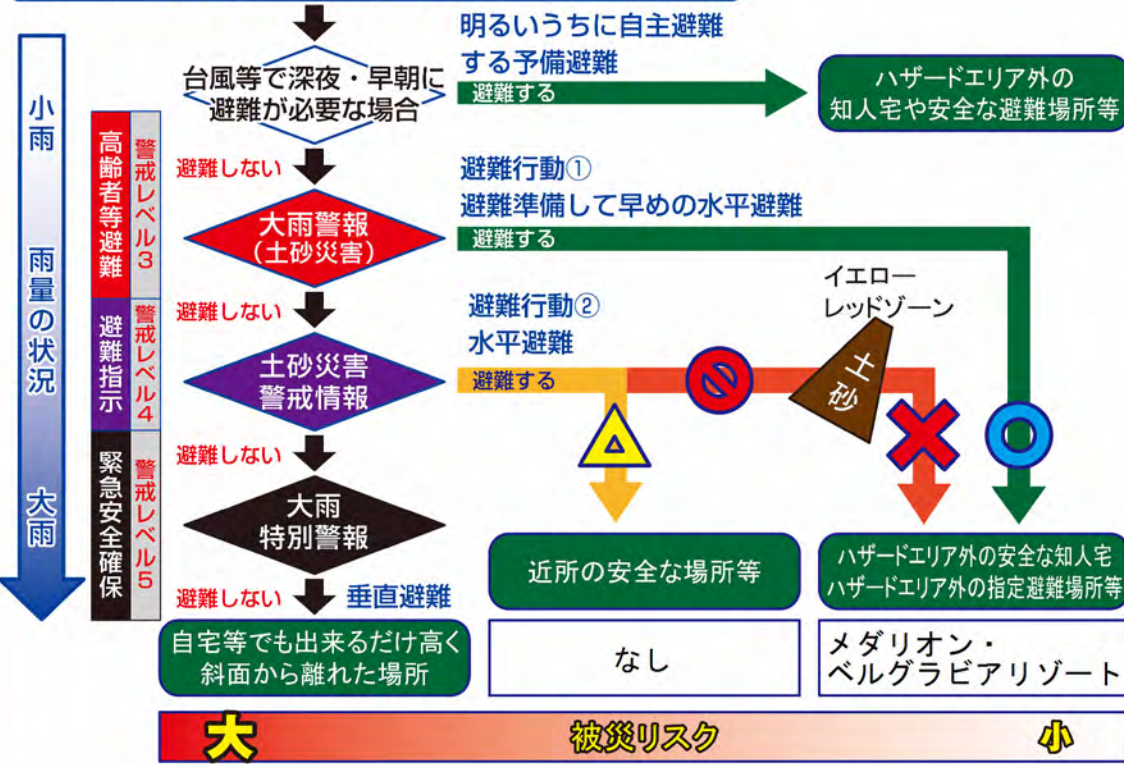 明るいうちに自主避難
する予備避難
避難する
台風等で深夜・早朝に
避難が必要な場合
ハザードエリア外の
知人宅や安全な避難場所等
小雨
雨量の状況
大雨
高齢者等避難
警戒レベル3
避難しない
避難行動①
避難準備して早めの水平避難
避難する
大雨警報
(土砂災害)
イエロー
レッドゾーン
土砂
避難指示
警戒レベル4
避難しない
避難行動②
水平避難
避難する
土砂災害
警戒情報
緊急安全確保
警戒レベル5
避難しない
大雨
特別警報
避難しない
垂直避難
自宅等でも出来るだけ高く
斜面から離れた場所
近所の安全な場所等
なし
ハザードエリア外の安全な知人宅
ハザードエリア外の指定避難場所等
メダリオン・
ベルグラビアリゾート
大
被災リスク
小